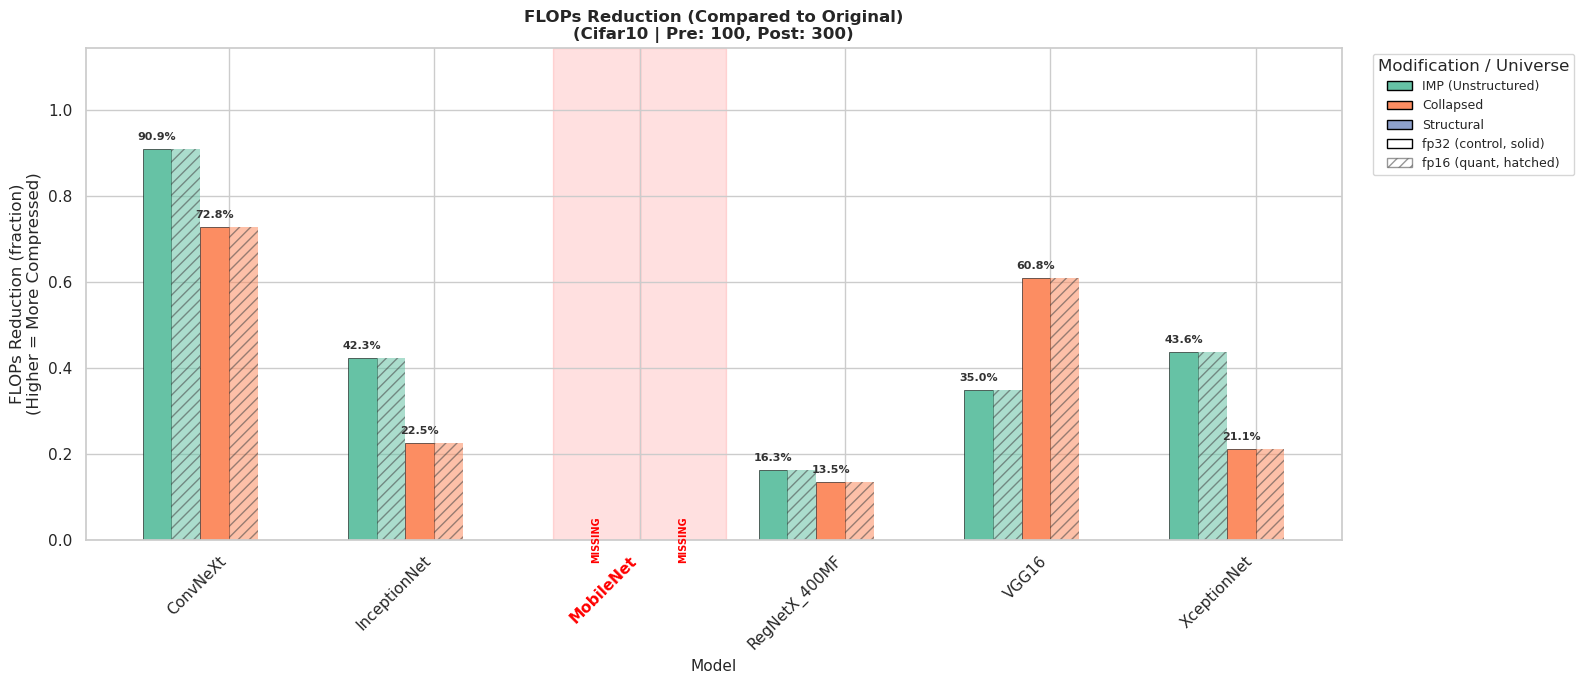 FLOPs Reduction (Compared to Original)
(Cifar10 | Pre: 100, Post: 300)
FLOPs Reduction (fraction)
(Higher = More Compressed)
1.0
0.8
0.6
0.4
0.2
0.0
90.9%
72.8%
42.3%
22.5%
MISSING
MISSING
16.3%
13.5%
35.0%
60.8%
43.6%
21.1%
ConvNeXt
InceptionNet
MobileNet
RegNetX_400MF
VGG16
XceptionNet
Model
Modification / Universe
IMP (Unstructured)
Collapsed
Structural
fp32 (control, solid)
fp16 (quant, hatched)